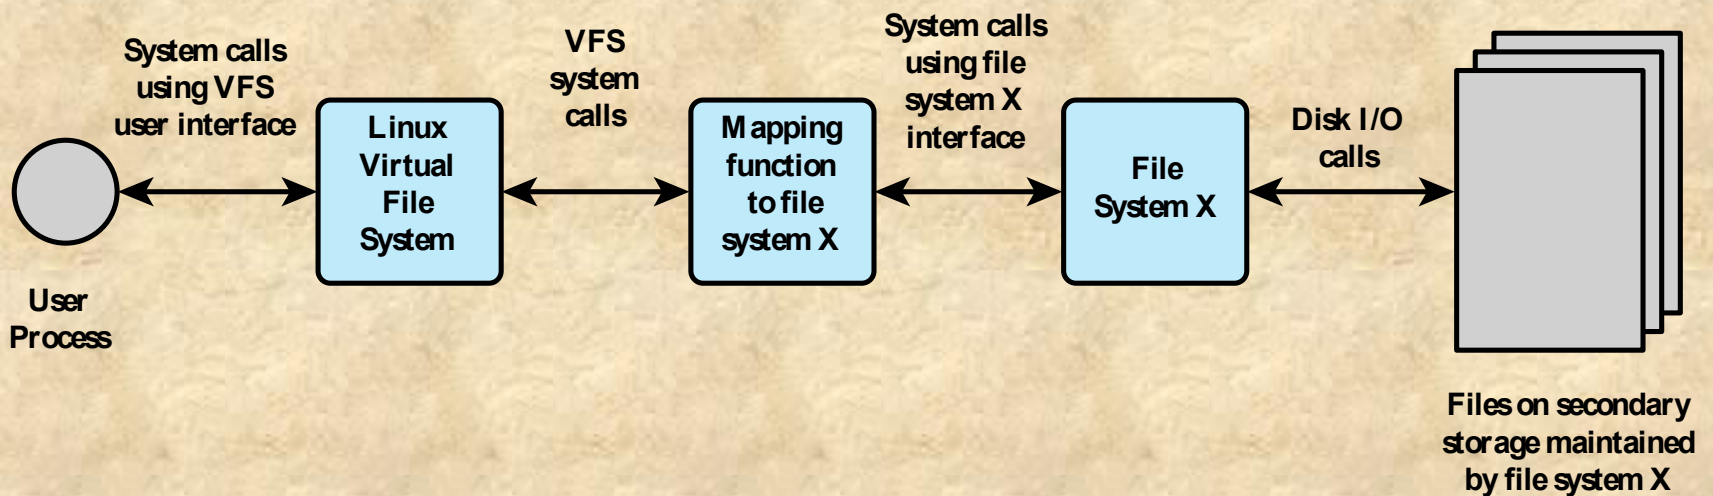 System calls
using VFS
user interface
VFS
system
calls
System calls
using file
system X
interface
Disk I/O
calls
User
Process
Linux
Virtual
File
System
Mapping
function
to file
system X
File
System X
Files on secondary
storage maintained
by file system X